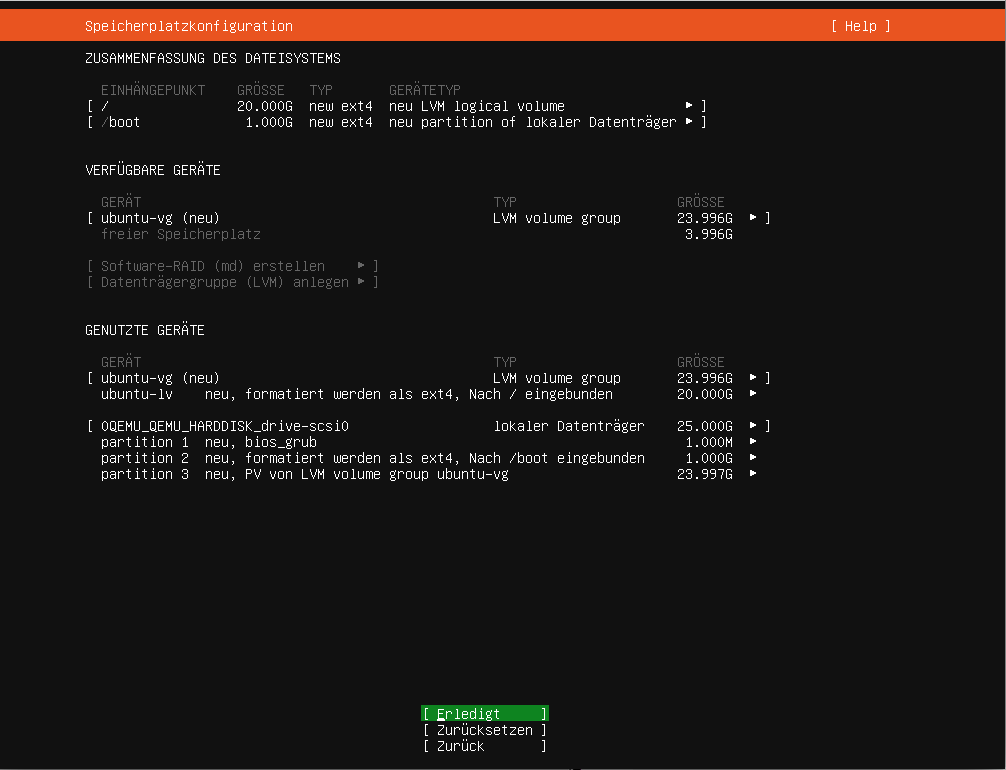 Speicherplatzkonfiguration [ Help ]
ZUSAMMENFASSUNG DES DATEISYSTEMS
EINHÄNGEPUNKT GRÖSSE TYP GERÄTETYP
[ / 20.000G new ext4 neu LVM logical volume ▸ ]
[ /boot 1.000G new ext4 neu partition of lokaler Datenträger ▸ ]
VERFÜGBARE GERÄTE
GERÄT TYP GRÖSSE
[ ubuntu-vg (neu) LVM volume group 23.996G ▸ ]
freier Speicherplatz 3.996G
[ Software-RAID (md) erstellen ▸ ]
[ Datenträgergruppe (LVM) anlegen ▸ ]
GENUTZTE GERÄTE
GERÄT TYP GRÖSSE
[ ubuntu-vg (neu) LVM volume group 23.996G ▸ ]
ubuntu-lv neu, formatiert werden als ext4, Nach / eingebunden 20.000G ▸
[ 0QEMU_QEMU_HARDDISK_drive-scsi0 lokaler Datenträger 25.000G ▸ ]
partition 1 neu, bios_grub 1.000M ▸
partition 2 neu, formatiert werden als ext4, Nach /boot eingebunden 1.000G ▸
partition 3 neu, PV von LVM volume group ubuntu-vg 23.997G ▸
[ Erledigt ]
[ Zurücksetzen ]
[ Zurück ]